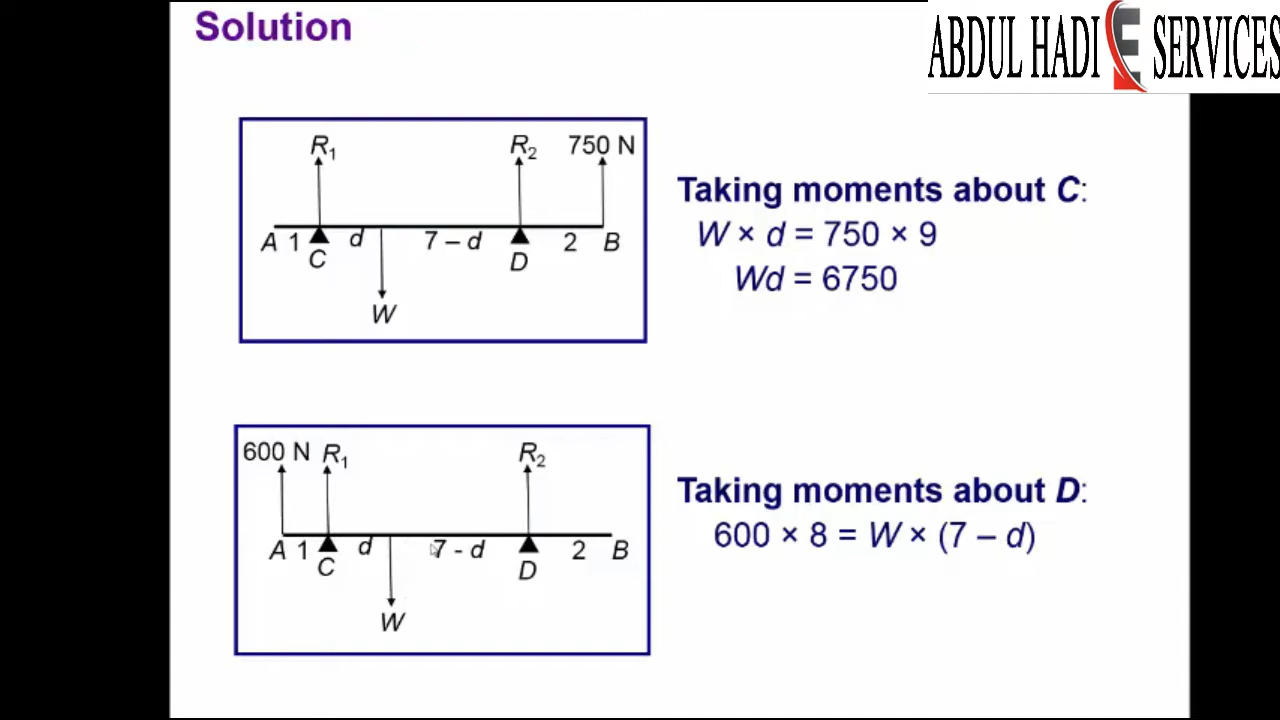 Solution
ABDUL HADI E SERVICES
R1 R2 750 N
A 1 C d 7 – d D 2 B
W
Taking moments about C:
W × d = 750 × 9
Wd = 6750
600 N R1 R2
A 1 C d 7 - d D 2 B
W
Taking moments about D:
600 × 8 = W × (7 – d)